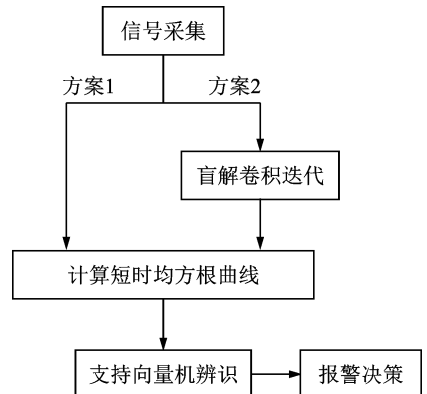 信号采集
方案1
方案2
盲解卷积迭代
计算短时均方根曲线
支持向量机辨识
报警决策